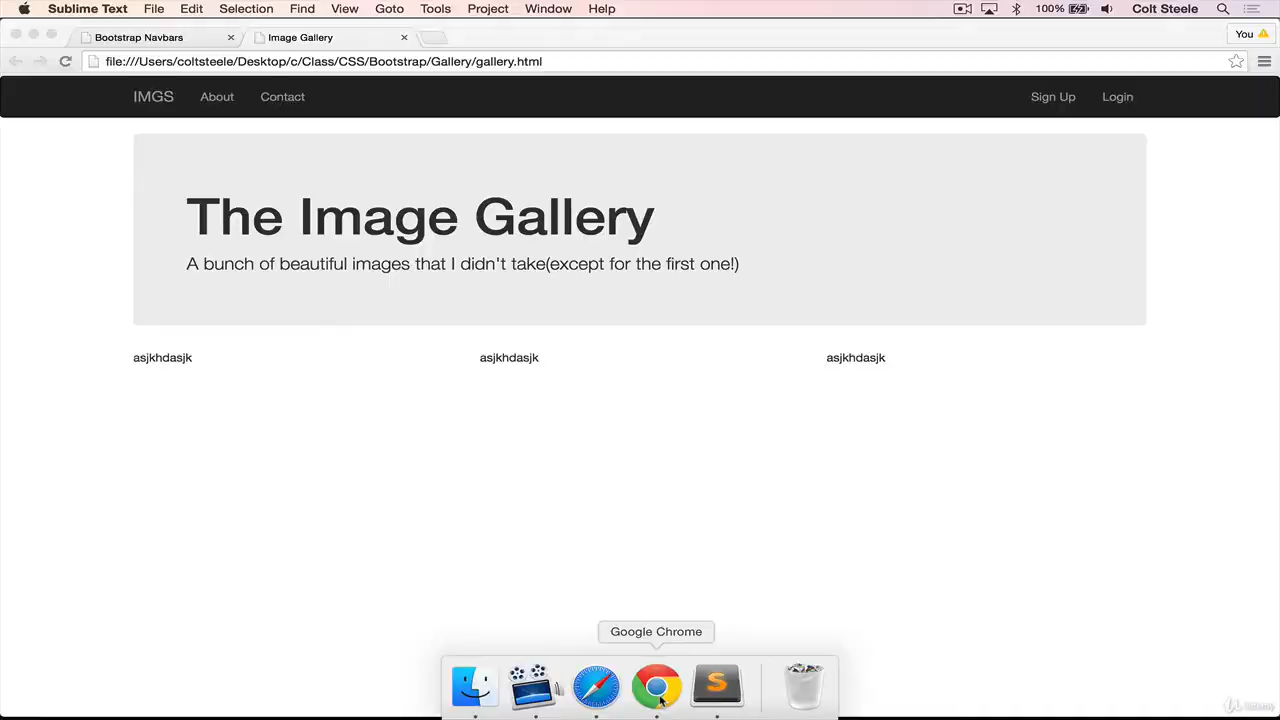 Sublime Text File Edit Selection Find View Goto Tools Project Window Help 100% Colt Steele
Bootstrap Navbars Image Gallery You
file:///Users/coltsteele/Desktop/c/Class/CSS/Bootstrap/Gallery/gallery.html
IMGS About Contact Sign Up Login
The Image Gallery
A bunch of beautiful images that I didn't take(except for the first one!)
asjkhdasjk asjkhdasjk asjkhdasjk
Google Chrome
S
Udemy